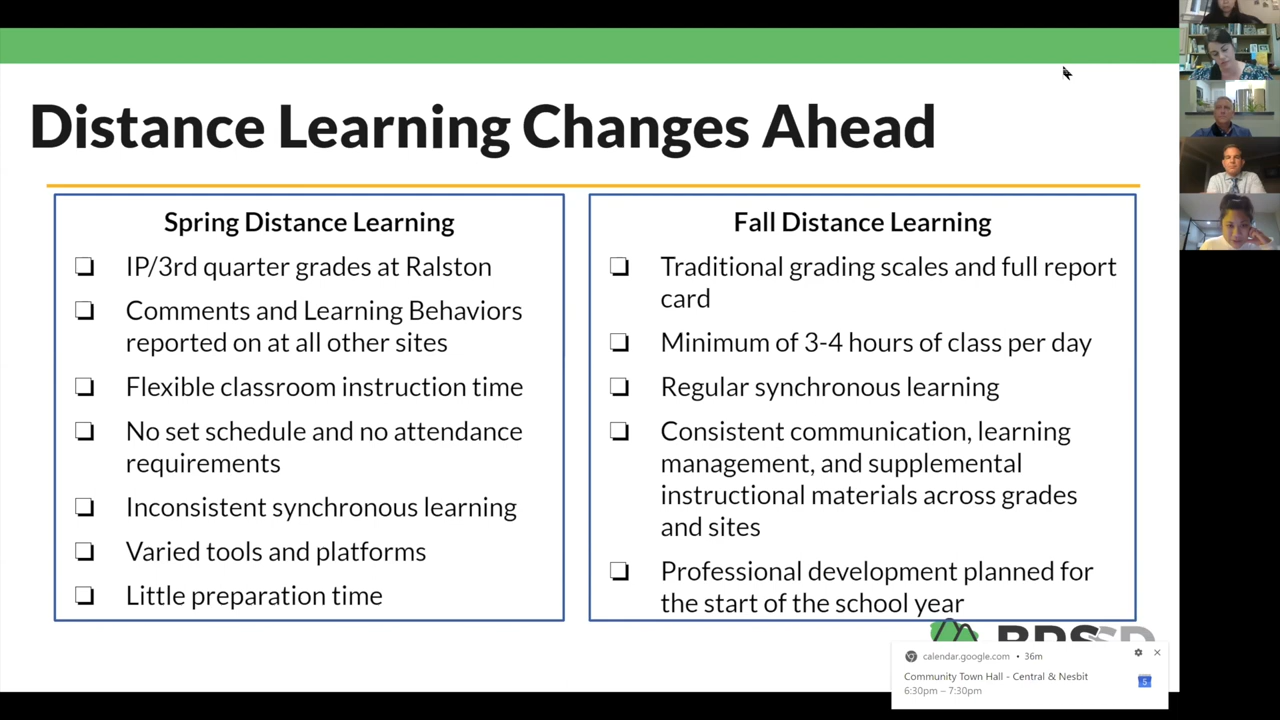 Distance Learning Changes Ahead
Spring Distance Learning
IP/3rd quarter grades at Ralston
Comments and Learning Behaviors
reported on at all other sites
Flexible classroom instruction time
No set schedule and no attendance
requirements
Inconsistent synchronous learning
Varied tools and platforms
Little preparation time
Fall Distance Learning
Traditional grading scales and full report
card
Minimum of 3-4 hours of class per day
Regular synchronous learning
Consistent communication, learning
management, and supplemental
instructional materials across grades
and sites
Professional development planned for
the start of the school year
calendar.google.com • 36m
Community Town Hall - Central & Nesbit
6:30pm – 7:30pm
5